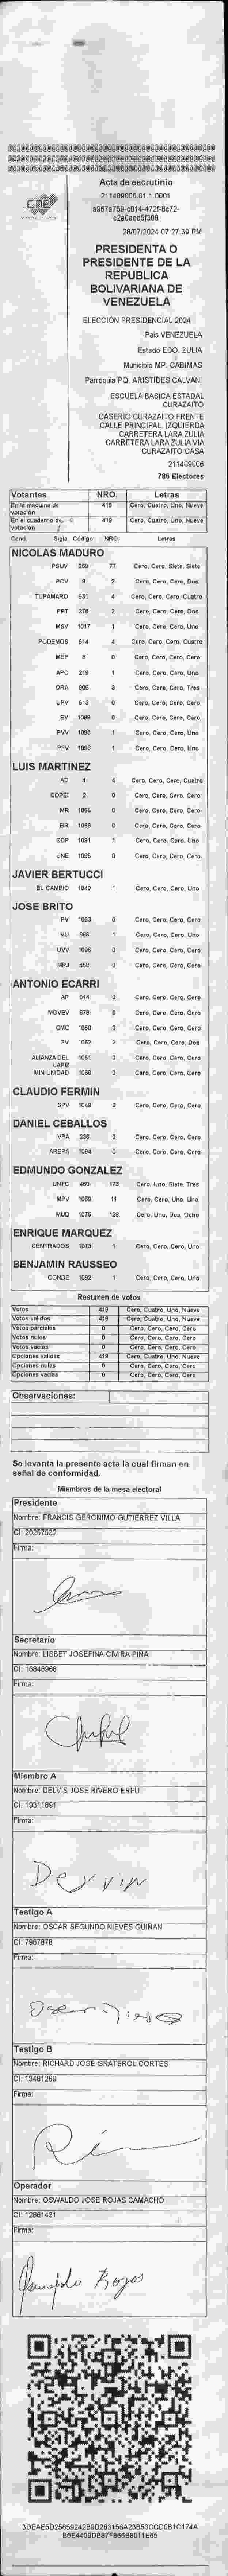 CNE
Acta de escrutinio
211409006.01.1.0001
28/07/2024 07:27:39 PM
PRESIDENTA O
PRESIDENTE DE LA
REPUBLICA
BOLIVARIANA DE
VENEZUELA
ELECCIÓN PRESIDENCIAL 2024
Pais VENEZUELA
Estado EDO. ZULIA
Municipio MP. CABIMAS
Parroquia PQ. ARISTIDES CALVANI
ESCUELA BASICA ESTADAL
CURAZAITO
CASERIO CURAZAITO FRENTE
CALLE PRINCIPAL. IZQUIERDA
CARRETERA LARA ZULIA
CARRETERA LARA ZULIA VIA
CURAZAITO CASA
211409006
786 Electores
Votantes NRO. Letras
En la máquina de votación 419 Cero, Cuatro, Uno, Nueve
En el cuaderno de votación 419 Cero, Cuatro, Uno, Nueve
Cand. Sigla Código NRO. Letras
NICOLAS MADURO
PSUV 269 77 Cero, Cero, Siete, Siete
PCV 9 2 Cero, Cero, Cero, Dos
TUPAMARO 931 4 Cero, Cero, Cero, Cuatro
PPT 276 2 Cero, Cero, Cero, Dos
MSV 1017 1 Cero, Cero, Cero, Uno
PODEMOS 514 4 Cero, Cero, Cero, Cuatro
MEP 6 0 Cero, Cero, Cero, Cero
APC 219 1 Cero, Cero, Cero, Uno
ORA 905 3 Cero, Cero, Cero, Tres
UPV 513 0 Cero, Cero, Cero, Cero
EV 1099 0 Cero, Cero, Cero, Cero
PVV 1090 1 Cero, Cero, Cero, Uno
PFV 1093 1 Cero, Cero, Cero, Uno
LUIS MARTINEZ
AD 1 4 Cero, Cero, Cero, Cuatro
COPEI 2 0 Cero, Cero, Cero, Cero
MR 1065 0 Cero, Cero, Cero, Cero
BR 1066 0 Cero, Cero, Cero, Cero
DDP 1091 1 Cero, Cero, Cero, Uno
UNE 1095 0 Cero, Cero, Cero, Cero
JAVIER BERTUCCI
EL CAMBIO 1048 1 Cero, Cero, Cero, Uno
JOSE BRITO
PV 1053 0 Cero, Cero, Cero, Cero
VU 968 1 Cero, Cero, Cero, Uno
UVV 1096 0 Cero, Cero, Cero, Cero
MPJ 450 0 Cero, Cero, Cero, Cero
ANTONIO ECARRI
AP 914 0 Cero, Cero, Cero, Cero
MOVEV 978 0 Cero, Cero, Cero, Cero
CMC 1060 0 Cero, Cero, Cero, Cero
FV 1062 2 Cero, Cero, Cero, Dos
ALIANZA DEL LAPIZ 1061 0 Cero, Cero, Cero, Cero
MIN UNIDAD 1068 0 Cero, Cero, Cero, Cero
CLAUDIO FERMIN
SPV 1049 0 Cero, Cero, Cero, Cero
DANIEL CEBALLOS
VPA 236 0 Cero, Cero, Cero, Cero
AREPA 1094 0 Cero, Cero, Cero, Cero
EDMUNDO GONZALEZ
UNTC 460 173 Cero, Uno, Siete, Tres
MPV 1069 11 Cero, Cero, Uno, Uno
MUD 1075 128 Cero, Uno, Dos, Ocho
ENRIQUE MARQUEZ
CENTRADOS 1073 1 Cero, Cero, Cero, Uno
BENJAMIN RAUSSEO
CONDE 1092 1 Cero, Cero, Cero, Uno
Resumen de votos
Votos 419 Cero, Cuatro, Uno, Nueve
Votos validos 419 Cero, Cuatro, Uno, Nueve
Votos parciales 0 Cero, Cero, Cero, Cero
Votos nulos 0 Cero, Cero, Cero, Cero
Votos vacios 0 Cero, Cero, Cero, Cero
Opciones validas 419 Cero, Cuatro, Uno, Nueve
Opciones nulas 0 Cero, Cero, Cero, Cero
Opciones vacias 0 Cero, Cero, Cero, Cero
Observaciones:
Se levanta la presente acta la cual firman en
señal de conformidad.
Miembros de la mesa electoral
Presidente
Nombre: FRANCIS GERONIMO GUTIERREZ VILLA
CI: 20257532
Firma:
Secretario
Nombre: LISBET JOSEFINA CIVIRA PIÑA
CI: 16846968
Firma:
Miembro A
Nombre: DELVIS JOSE RIVERO EREU
CI: 19311891
Firma:
Testigo A
Nombre: OSCAR SEGUNDO NIEVES GUIÑAN
CI: 7967878
Firma:
Testigo B
Nombre: RICHARD JOSE GRATEROL CORTES
CI: 13481269
Firma:
Operador
Nombre: OSWALDO JOSE ROJAS CAMACHO
CI: 12861431
Firma:
Oswaldo Rojas